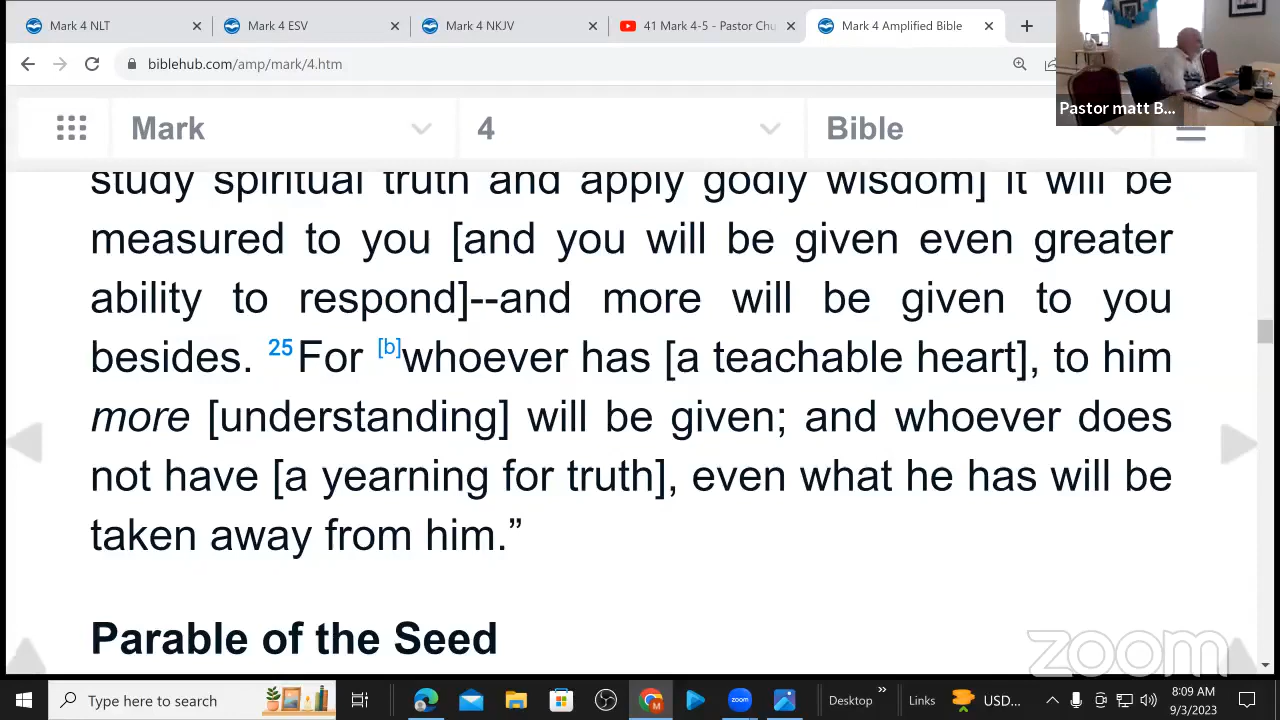 Mark 4 NLT
Mark 4 ESV
Mark 4 NKJV
41 Mark 4-5 - Pastor Chu
Mark 4 Amplified Bible
biblehub.com/amp/mark/4.htm
Pastor matt B...
Mark
4
Bible
study spiritual truth and apply godly wisdom] it will be
measured to you [and you will be given even greater
ability to respond]--and more will be given to you
besides. 25 For [b]whoever has [a teachable heart], to him
more [understanding] will be given; and whoever does
not have [a yearning for truth], even what he has will be
taken away from him.”
Parable of the Seed
zoom
Type here to search
zoom
Desktop
Links
USD...
8:09 AM
9/3/2023